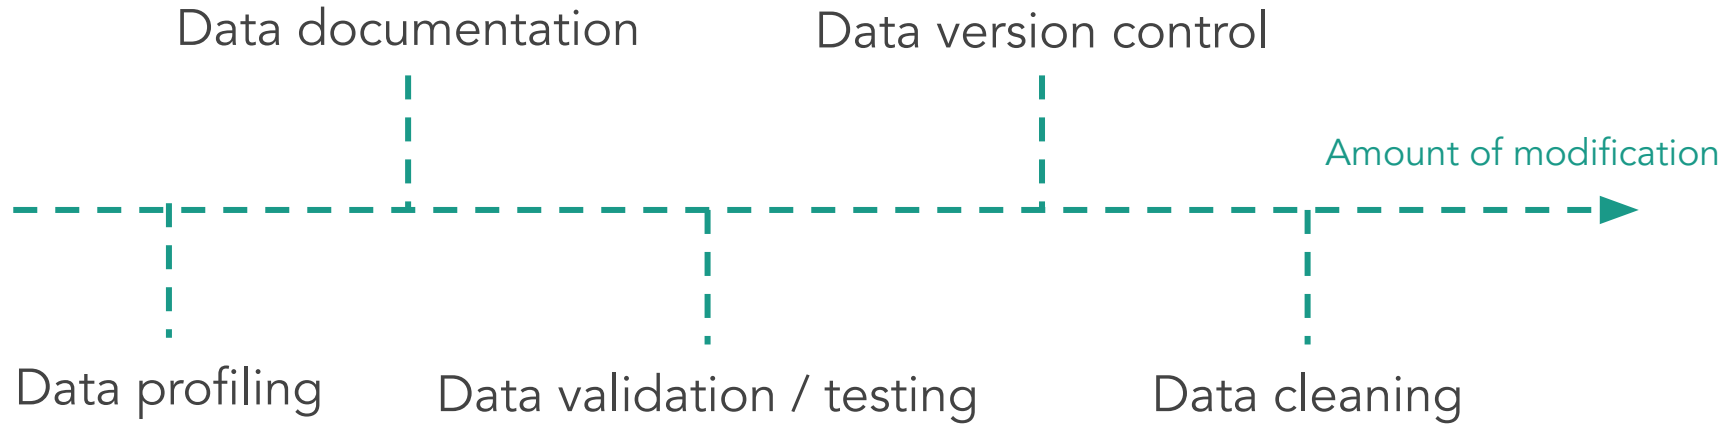 Data documentation
Data version control
Amount of modification
Data profiling
Data validation / testing
Data cleaning